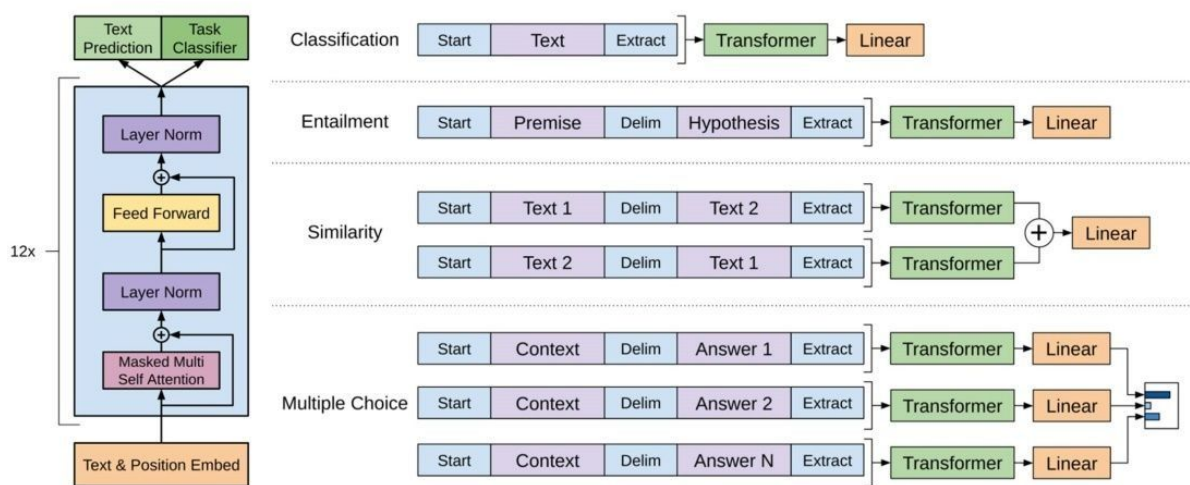 Text
Prediction
Task
Classifier
Layer Norm
Feed Forward
12x
Layer Norm
Masked Multi
Self Attention
Text & Position Embed
Classification
Start Text Extract Transformer Linear
Entailment
Start Premise Delim Hypothesis Extract Transformer Linear
Similarity
Start Text 1 Delim Text 2 Extract Transformer
Linear
Start Text 2 Delim Text 1 Extract Transformer
Multiple Choice
Start Context Delim Answer 1 Extract Transformer Linear
Start Context Delim Answer 2 Extract Transformer Linear
Start Context Delim Answer N Extract Transformer Linear